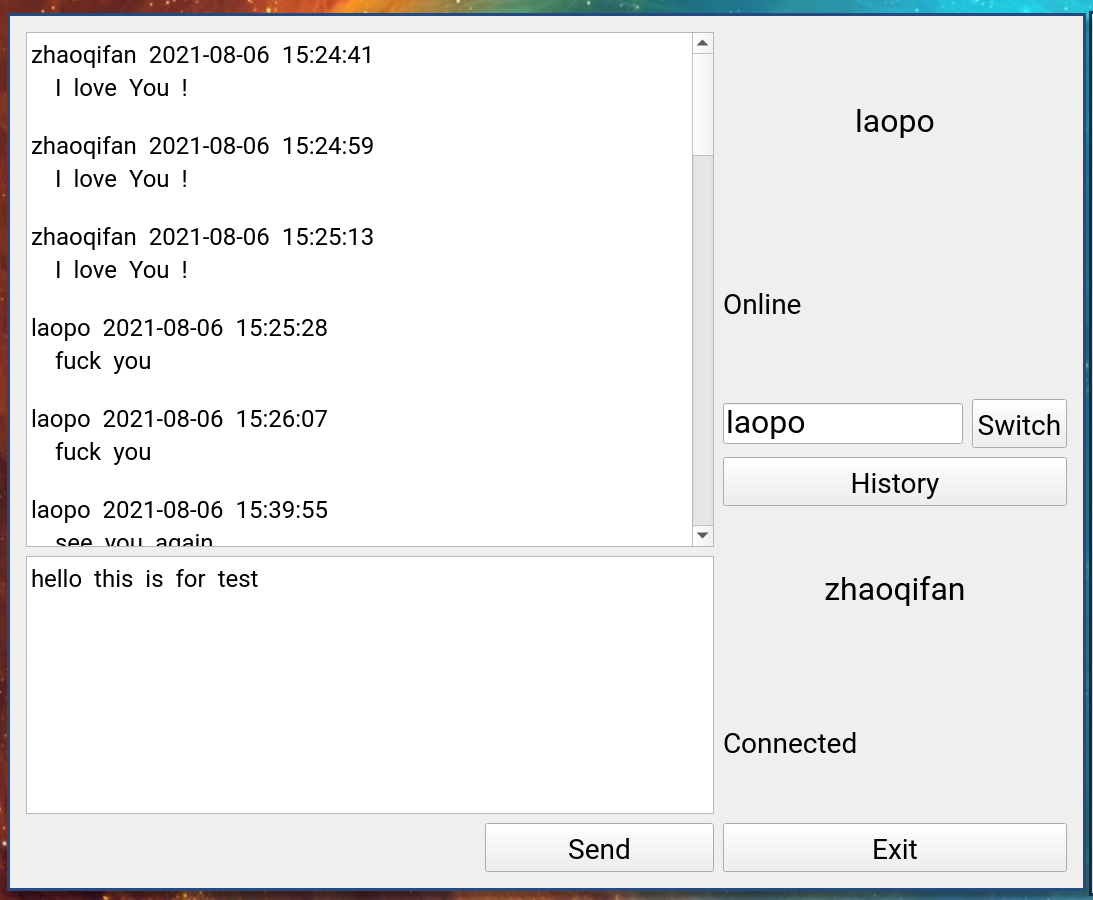 zhaoqifan 2021-08-06 15:24:41
I love You !
zhaoqifan 2021-08-06 15:24:59
I love You !
zhaoqifan 2021-08-06 15:25:13
I love You !
laopo 2021-08-06 15:25:28
fuck you
laopo 2021-08-06 15:26:07
fuck you
laopo 2021-08-06 15:39:55
see you again
hello this is for test
Send
laopo
Online
laopo
Switch
History
zhaoqifan
Connected
Exit